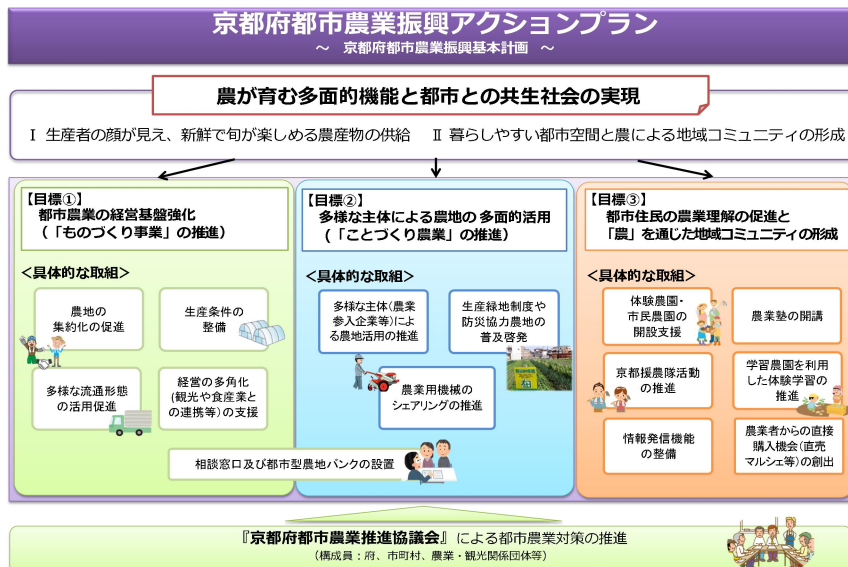 京都府都市農業振興アクションプラン
～ 京都府都市農業振興基本計画 ～
農が育む多面的機能と都市との共生社会の実現
Ⅰ 生産者の顔が見え、新鮮で旬が楽しめる農産物の供給 Ⅱ 暮らしやすい都市空間と農による地域コミュニティの形成
【目標①】
都市農業の経営基盤強化
（「ものづくり事業」の推進）
＜具体的な取組＞
農地の
集約化の促進
生産条件の
整備
多様な流通形態
の活用促進
経営の多角化
(観光や食産業と
の連携等)の支援
【目標②】
多様な主体による農地の 多面的活用
(「ことづくり農業」の推進）
＜具体的な取組＞
多様な主体(農業
参入企業等)によ
る農地活用の推進
生産緑地制度や
防災協力農地の
普及啓発
農業用機械の
シェアリングの推進
相談窓口及び都市型農地バンクの設置
【目標③】
都市住民の農業理解の促進と
「農」を通じた地域コミュニティの形成
＜具体的な取組＞
体験農園・
市民農園の
開設支援
農業塾の開講
京都援農隊活動
の推進
学習農園を利用
した体験学習の
推進
情報発信機能
の整備
農業者からの直接
購入機会(直売
マルシェ等)の創出
『京都府都市農業推進協議会』による都市農業対策の推進
（構成員：府、市町村、農業・観光関係団体等）